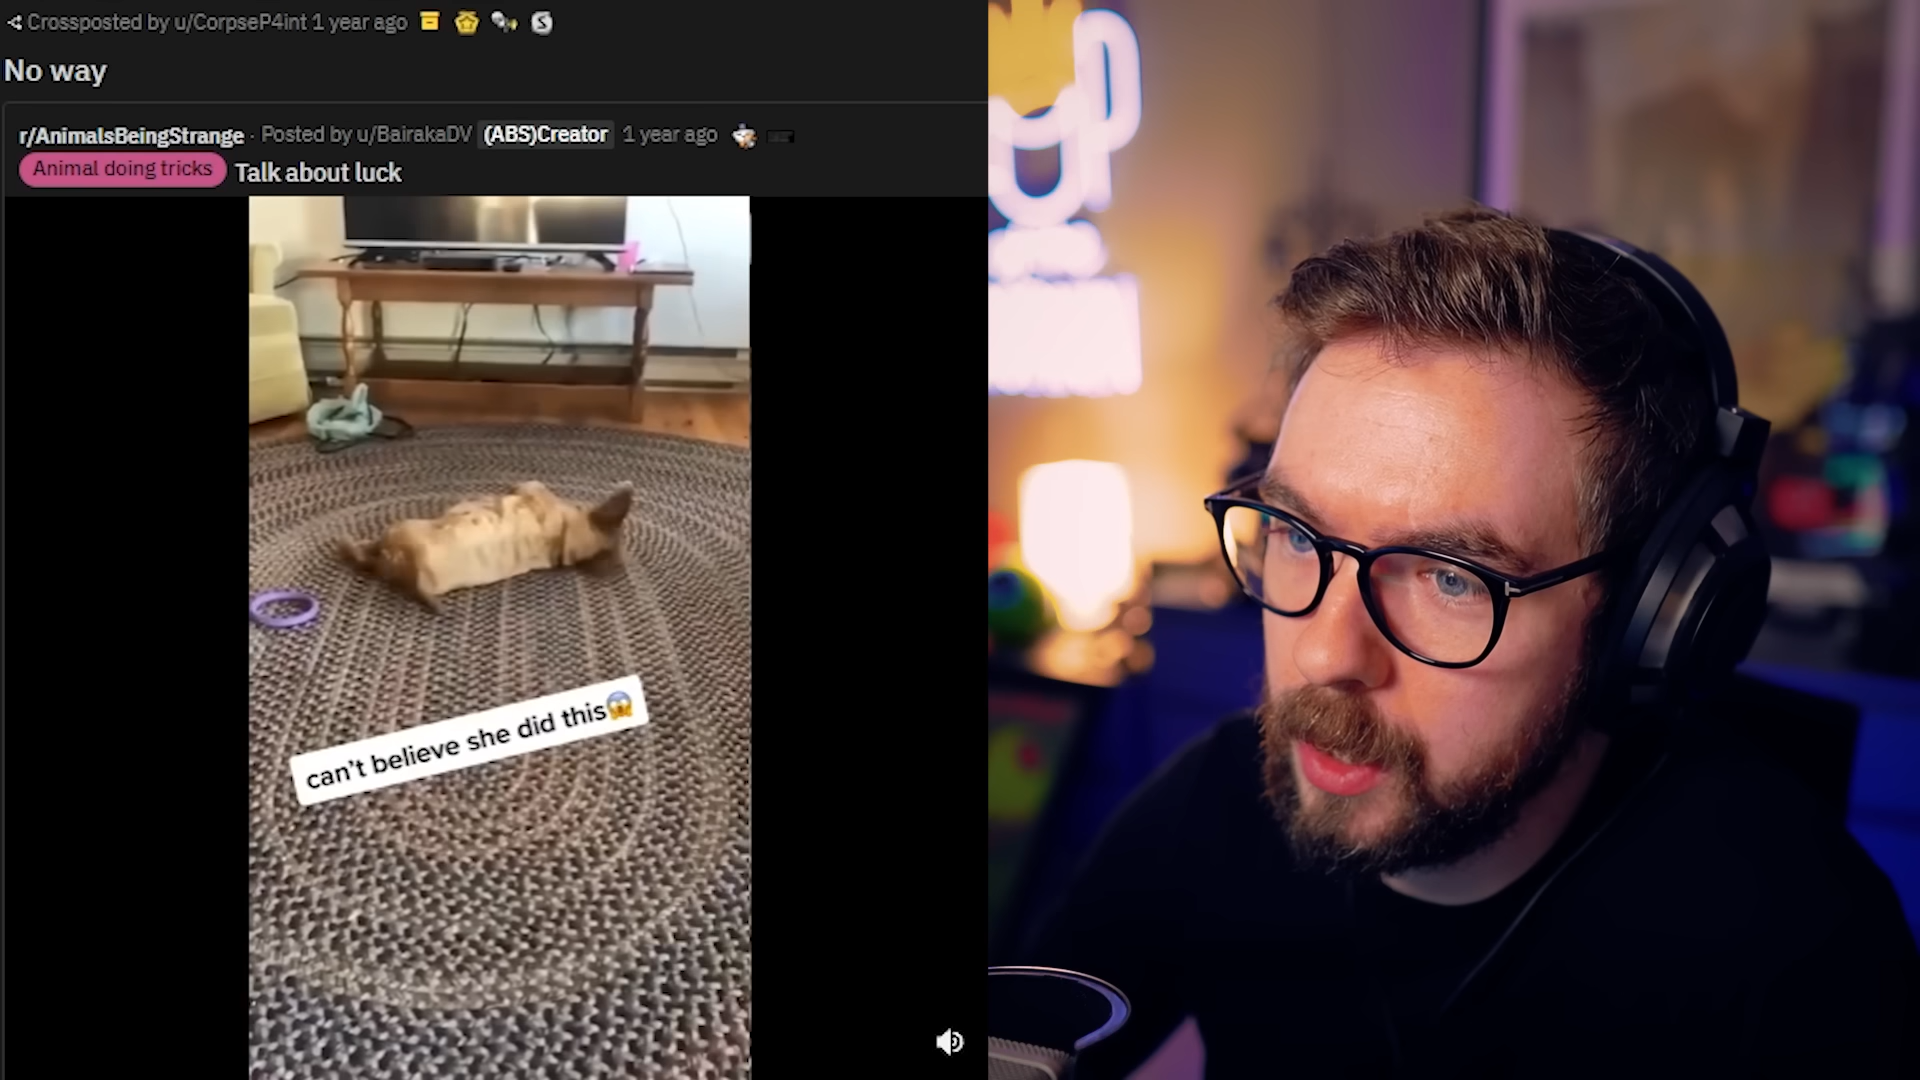 Crossposted by u/CorpseP4int 1 year ago
No way
r/AnimalsBeingStrange · Posted by u/BairakaDV (ABS)Creator 1 year ago
Animal doing tricks Talk about luck
can't believe she did this😱